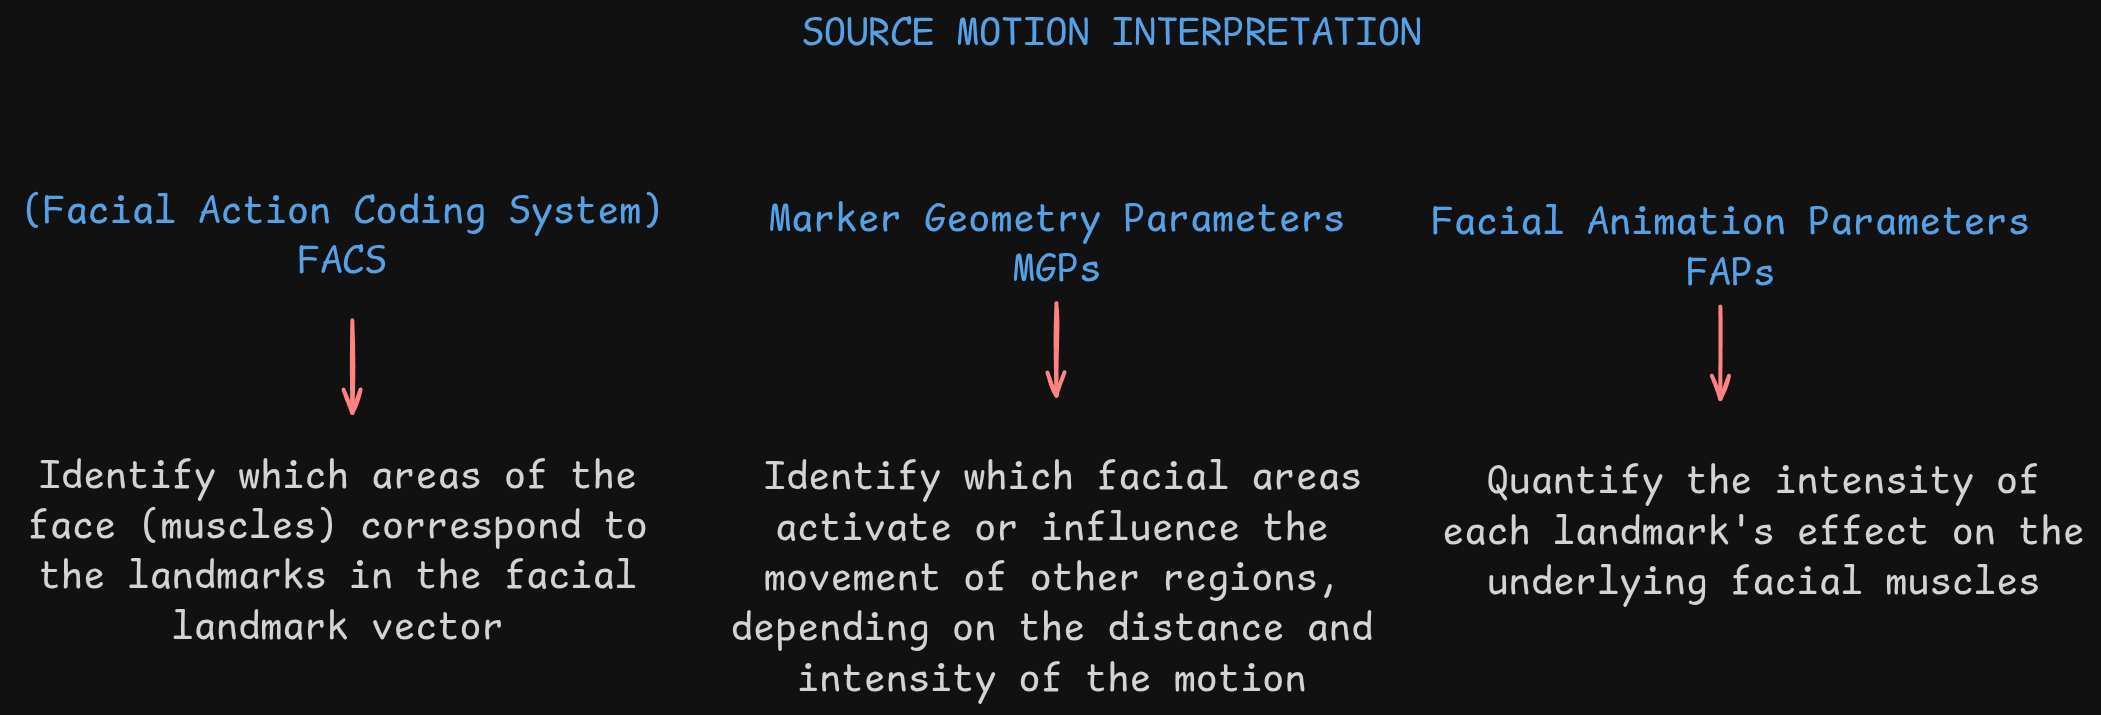 SOURCE MOTION INTERPRETATION
(Facial Action Coding System)
FACS
Identify which areas of the
face (muscles) correspond to
the landmarks in the facial
landmark vector
Marker Geometry Parameters
MGPs
Identify which facial areas
activate or influence the
movement of other regions,
depending on the distance and
intensity of the motion
Facial Animation Parameters
FAPs
Quantify the intensity of
each landmark's effect on the
underlying facial muscles